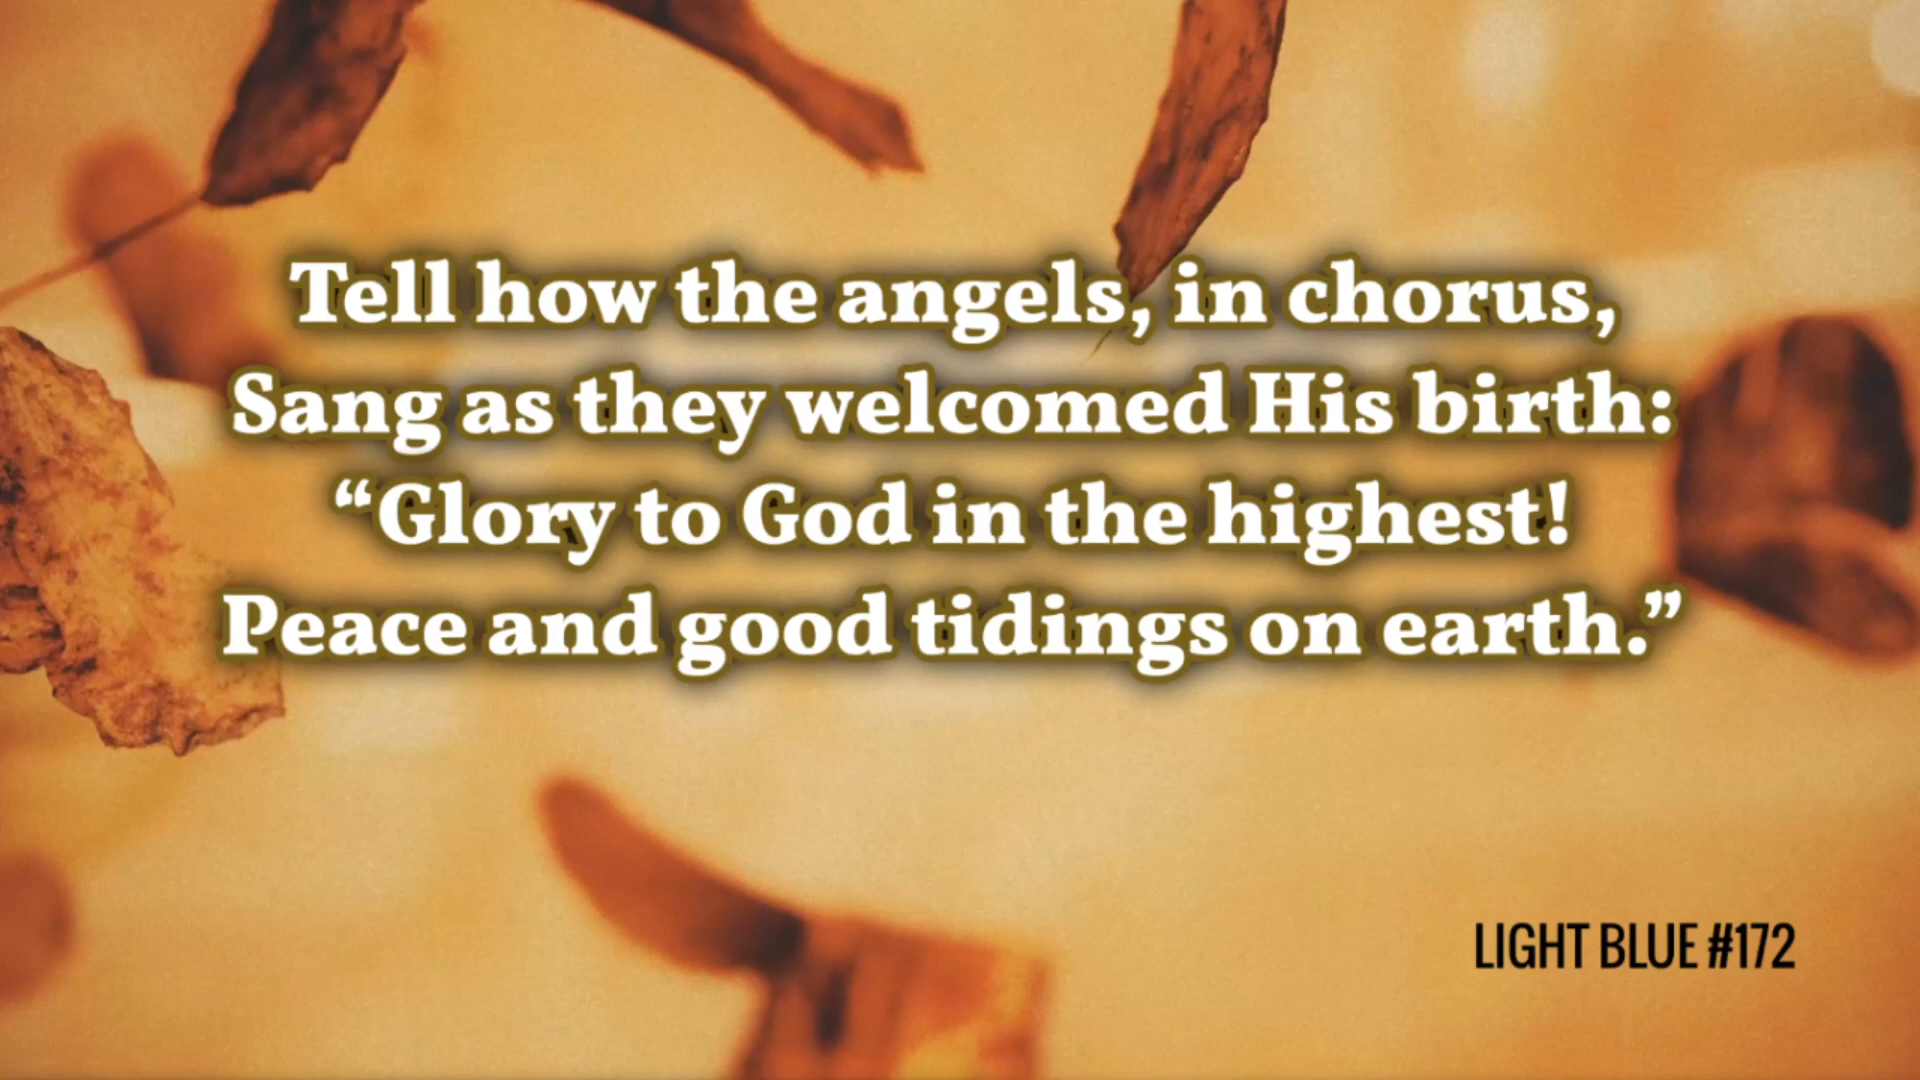 Tell how the angels, in chorus,
Sang as they welcomed His birth:
“Glory to God in the highest!
Peace and good tidings on earth.”
LIGHT BLUE #172